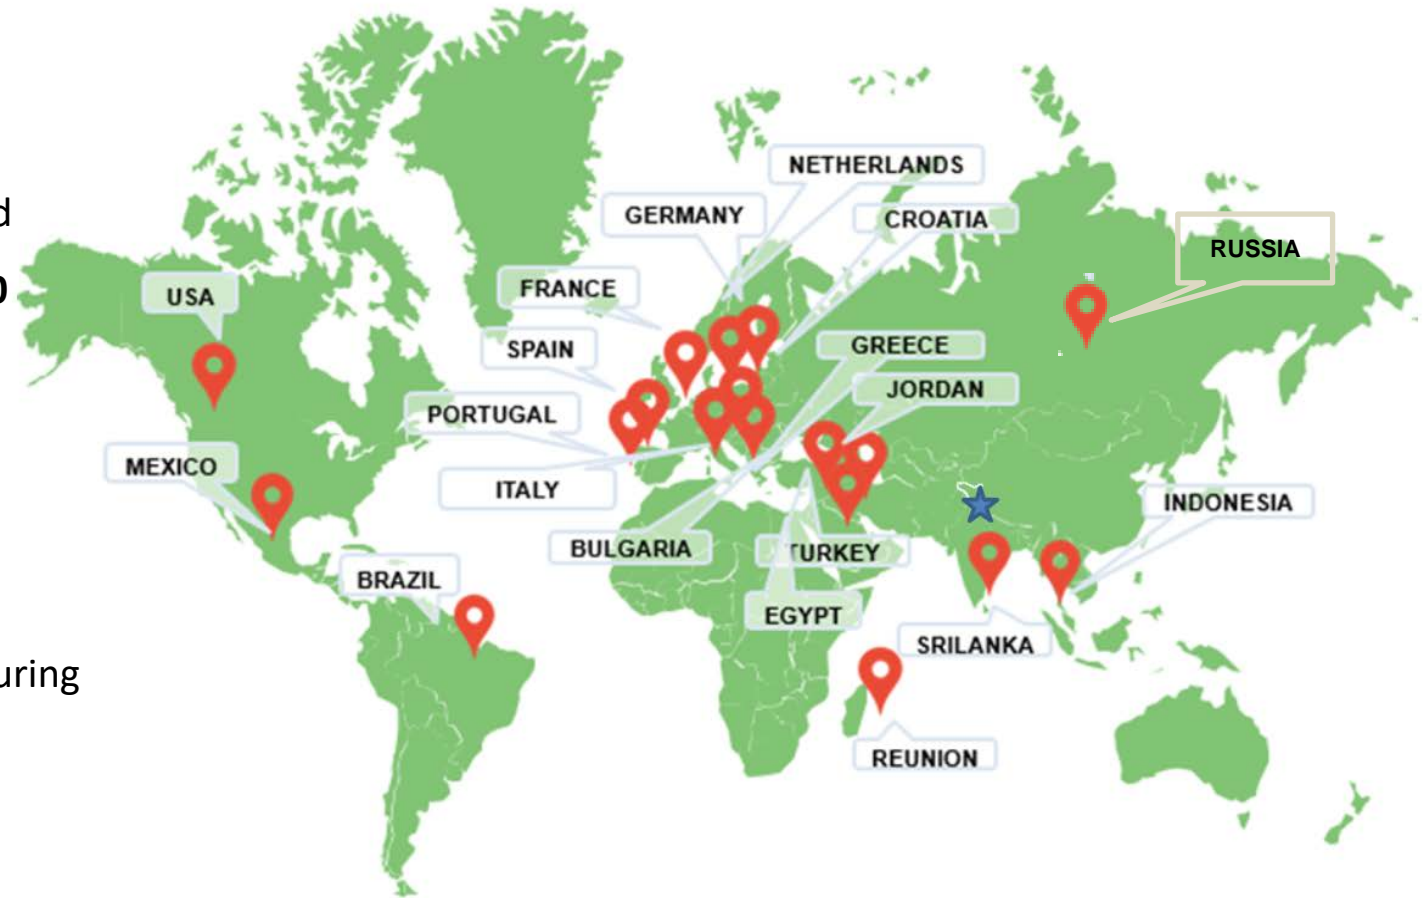 NETHERLANDS
d
GERMANY
CROATIA
RUSSIA
FRANCE
USA
SPAIN
GREECE
JORDAN
PORTUGAL
MEXICO
ITALY
INDONESIA
BULGARIA
TURKEY
BRAZIL
EGYPT
SRILANKA
uring
REUNION